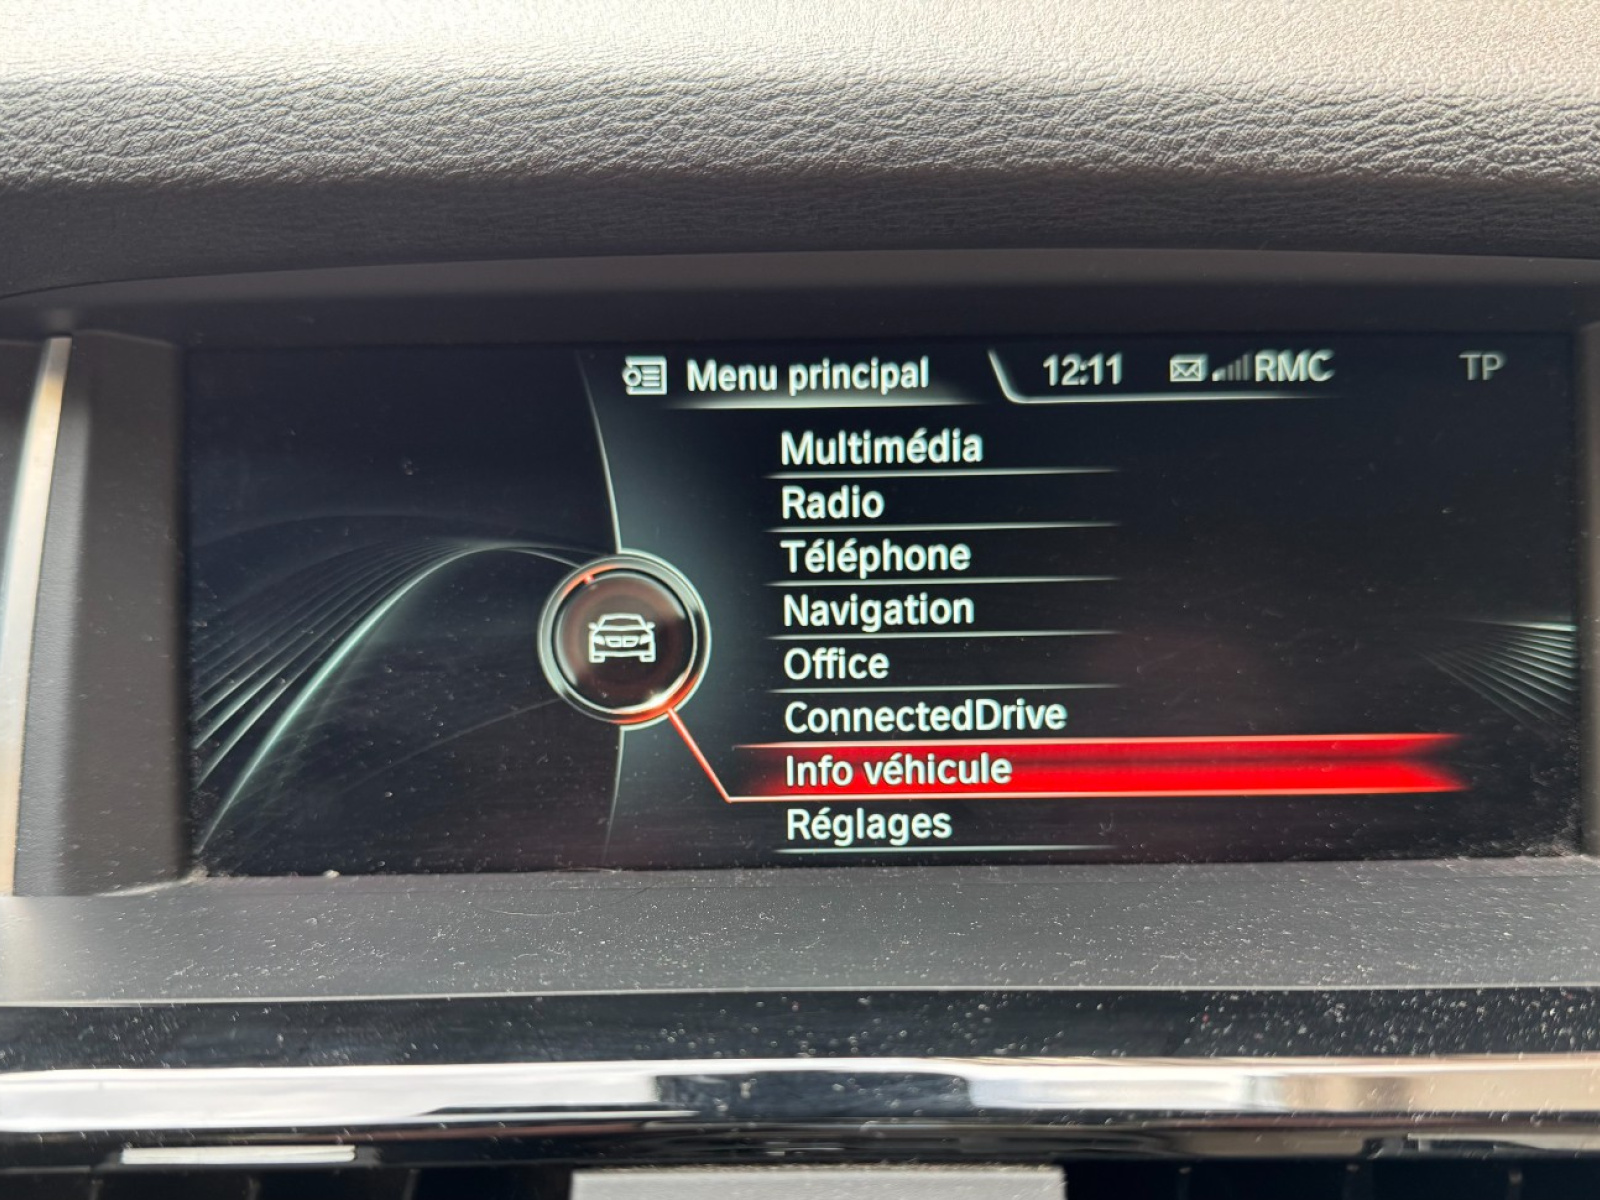 Menu principal 12:11 RMC TP
Multimédia
Radio
Téléphone
Navigation
Office
ConnectedDrive
Info véhicule
Réglages